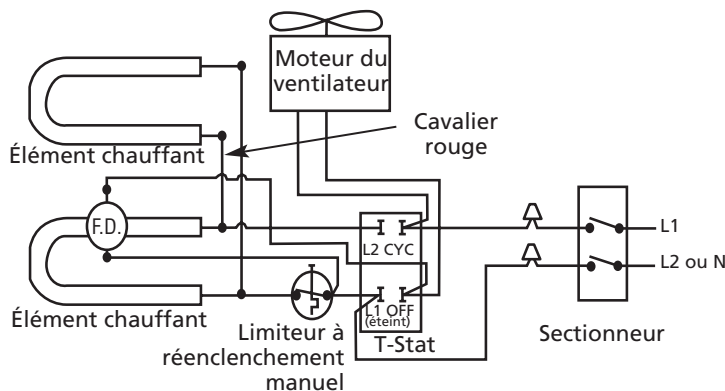 Moteur du
ventilateur
Cavalier
rouge
Élément chauffant
F.D.
L1
L2 CYC
L2 ou N
L1 OFF
(éteint)
Élément chauffant
Limiteur à
réenclenchement
manuel
T-Stat
Sectionneur